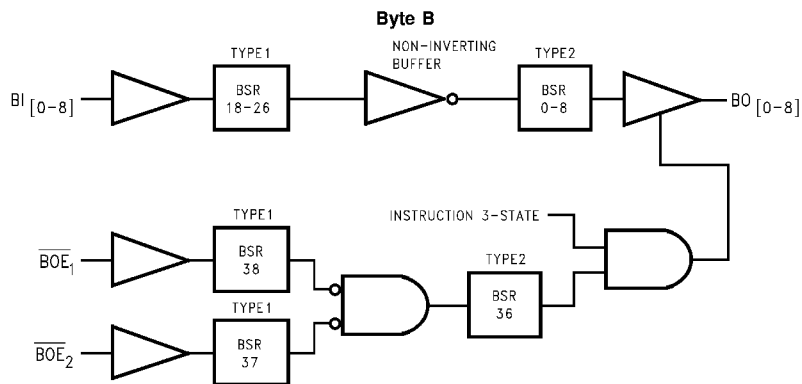 Byte B
TYPE1
NON-INVERTING
BUFFER
TYPE2
BI [0-8]
BSR
18-26
BSR
0-8
BO [0-8]
TYPE1
INSTRUCTION 3-STATE
BOE1
BSR
38
TYPE2
TYPE1
BSR
36
BOE2
BSR
37